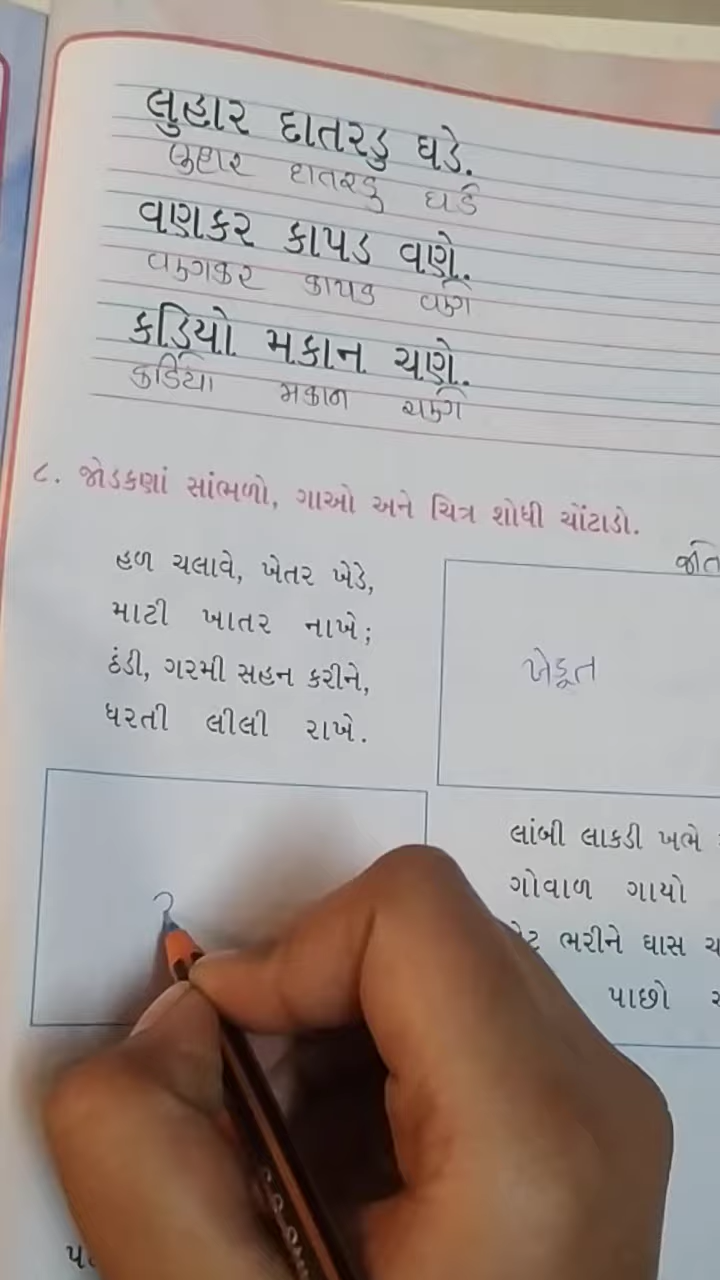 લુહાર દાતરડુ ઘડે.
લુહાર દાતરડુ ઘડે
વણકર કાપડ વણે.
વણકર કાપડ વણે
કડિયો મકાન ચણે.
કડિયો મકાન ચણે
૮. જોડકણાં સાંભળો, ગાઓ અને ચિત્ર શોધી ચોંટાડો.
હળ ચલાવે, ખેતર ખેડે,
માટી ખાતર નાખે;
ઠંડી, ગરમી સહન કરીને,
ધરતી લીલી રાખે.
ખેડૂત
લાંબી લાકડી ખભે
ગોવાળ ગાયો
ભરીને ઘાસ
પાછો